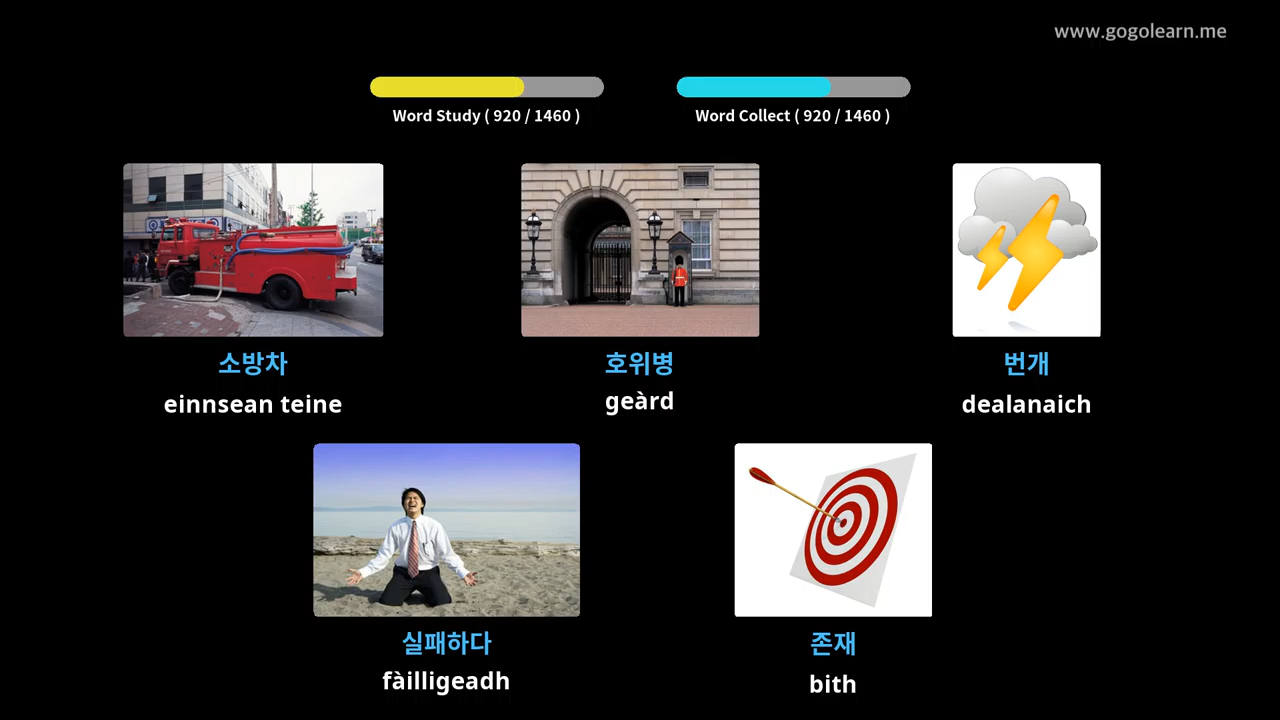 www.gogolearn.me
Word Study ( 920 / 1460 )
Word Collect ( 920 / 1460 )
소방차
einnsean teine
호위병
geàrd
번개
dealanaich
실패하다
fàilligeadh
존재
bith